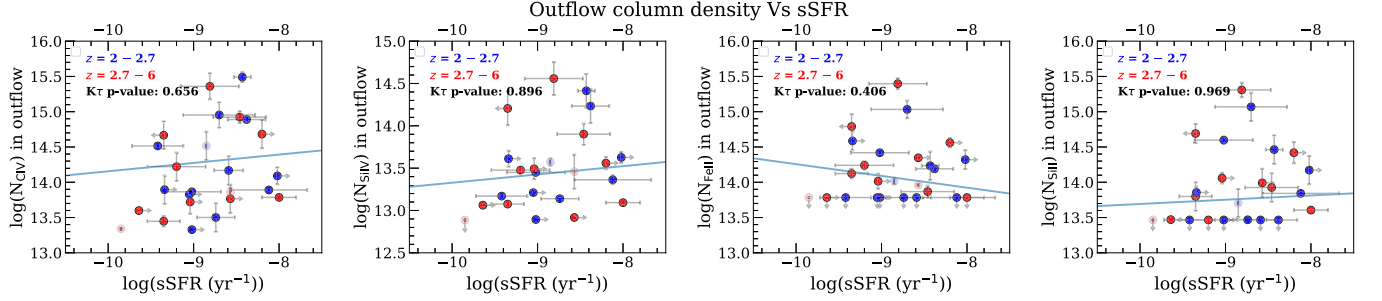 Outflow column density Vs sSFR
−10 −9 −8
16.0
15.5
15.0
14.5
14.0
13.5
13.0
z = 2 − 2.7
z = 2.7 − 6
Kτ p-value: 0.656
log(N_CIV) in outflow
−10 −9 −8
log(sSFR (yr⁻¹))
−10 −9 −8
15.0
14.5
14.0
13.5
13.0
12.5
z = 2 − 2.7
z = 2.7 − 6
Kτ p-value: 0.896
log(N_SiIV) in outflow
−10 −9 −8
log(sSFR (yr⁻¹))
−10 −9 −8
16.0
15.5
15.0
14.5
14.0
13.5
13.0
z = 2 − 2.7
z = 2.7 − 6
Kτ p-value: 0.406
log(N_FeII) in outflow
−10 −9 −8
log(sSFR (yr⁻¹))
−10 −9 −8
16.0
15.5
15.0
14.5
14.0
13.5
13.0
z = 2 − 2.7
z = 2.7 − 6
Kτ p-value: 0.969
log(N_SiII) in outflow
−10 −9 −8
log(sSFR (yr⁻¹))